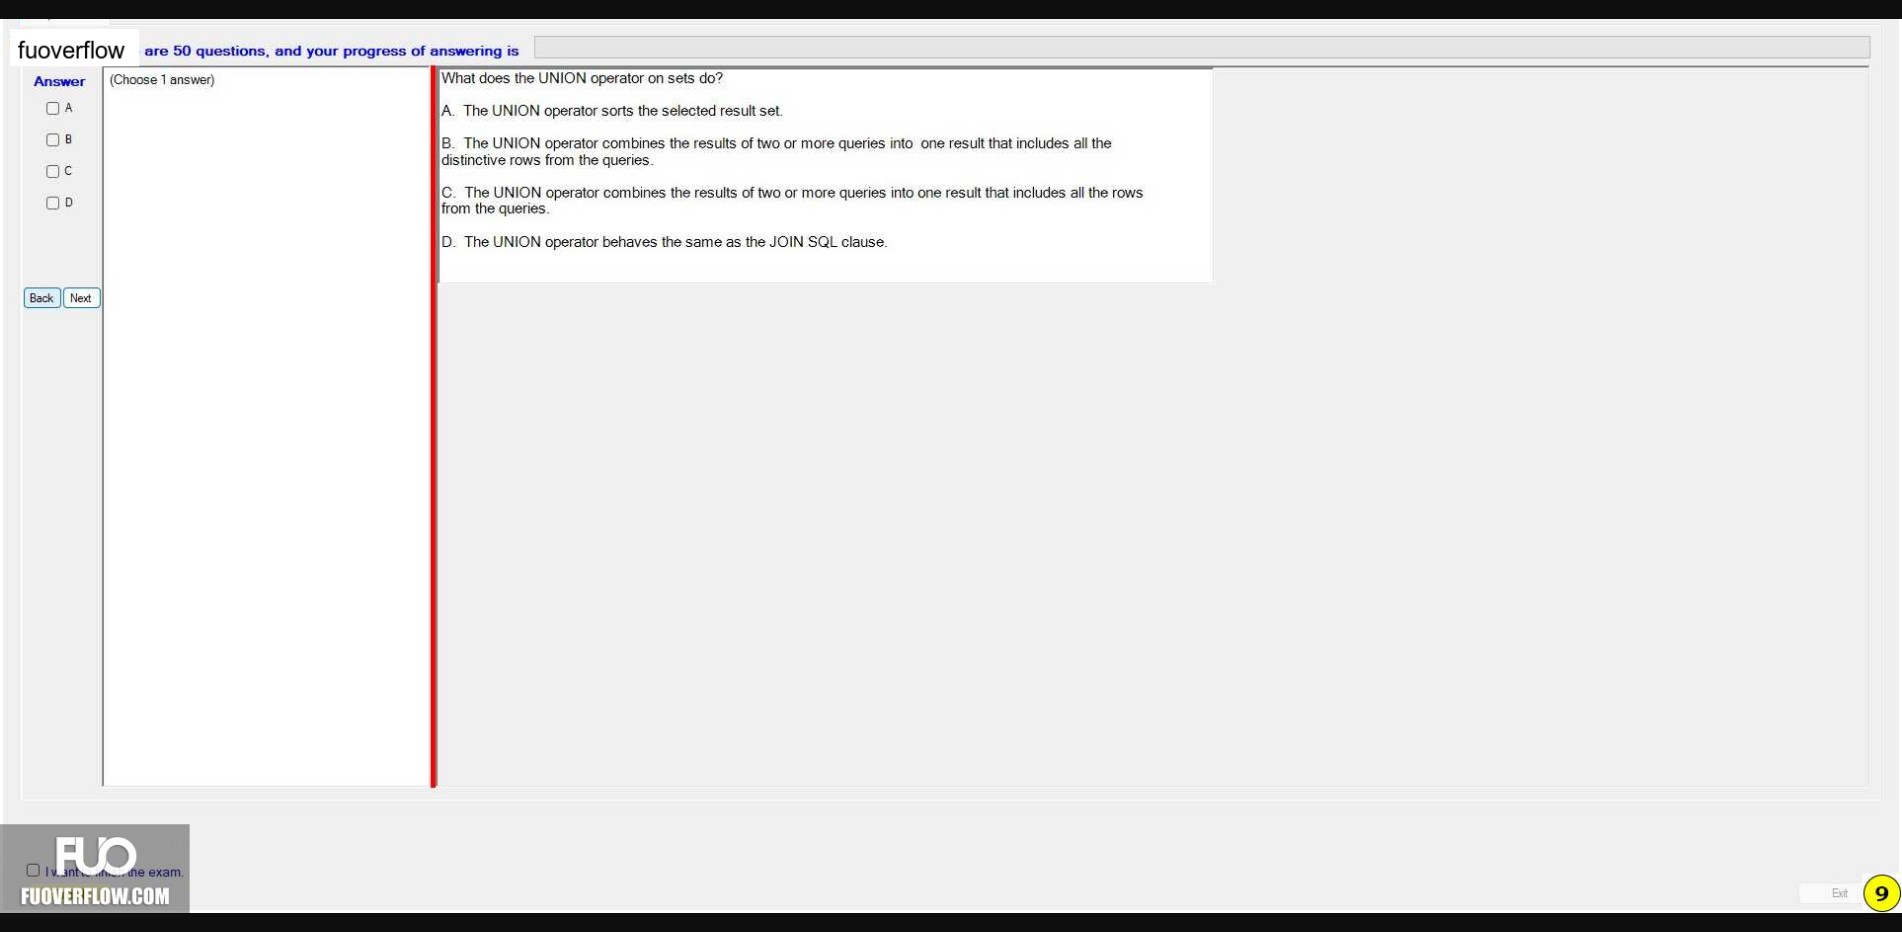 fuoverflow are 50 questions, and your progress of answering is
Answer
(Choose 1 answer)
A
B
C
D
Back Next
What does the UNION operator on sets do?
A. The UNION operator sorts the selected result set.
B. The UNION operator combines the results of two or more queries into one result that includes all the
distinctive rows from the queries.
C. The UNION operator combines the results of two or more queries into one result that includes all the rows
from the queries.
D. The UNION operator behaves the same as the JOIN SQL clause.
FUO
I want the exam.
FUOVERFLOW.COM
Exit
9